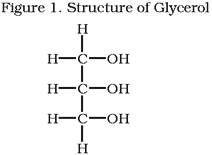 Figure 1. Structure of Glycerol
H
H—C—OH
H—C—OH
H—C—OH
H